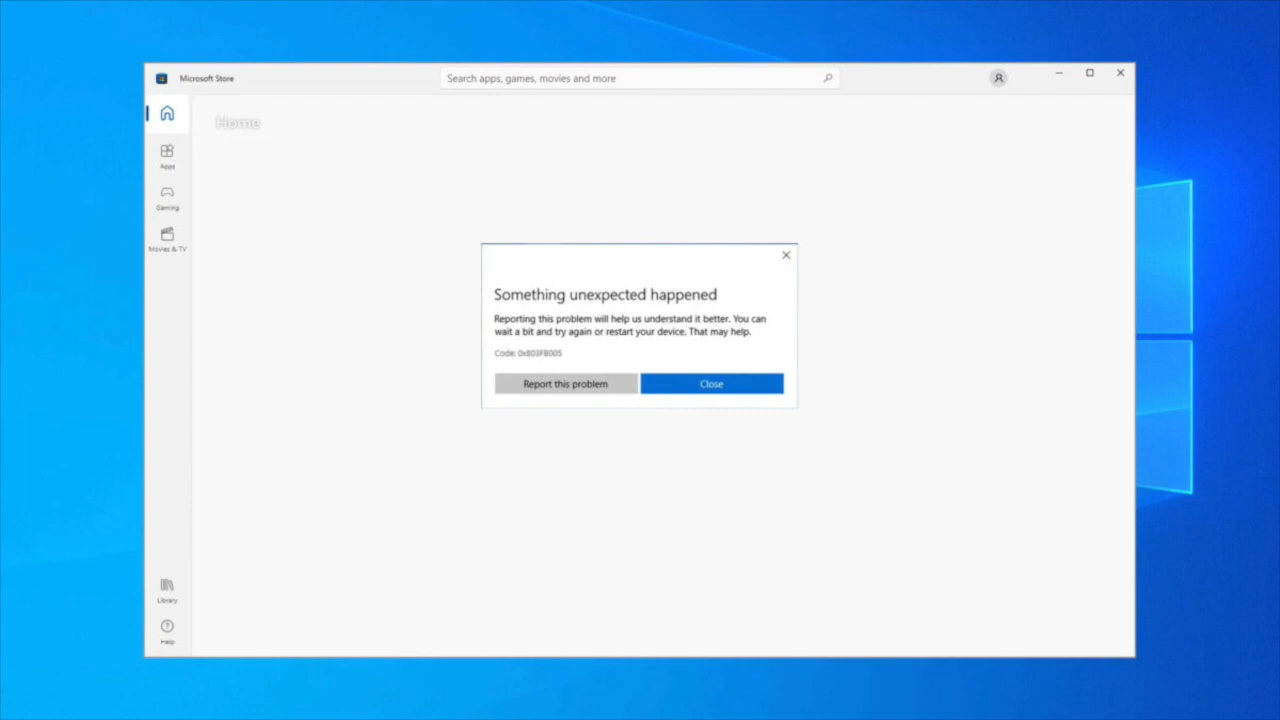 Microsoft Store
Search apps, games, movies and more
Home
Apps
Gaming
Movies & TV
Something unexpected happened
Reporting this problem will help us understand it better. You can
wait a bit and try again or restart your device. That may help.
Code: 0x803FB005
Report this problem
Close
Library
Help